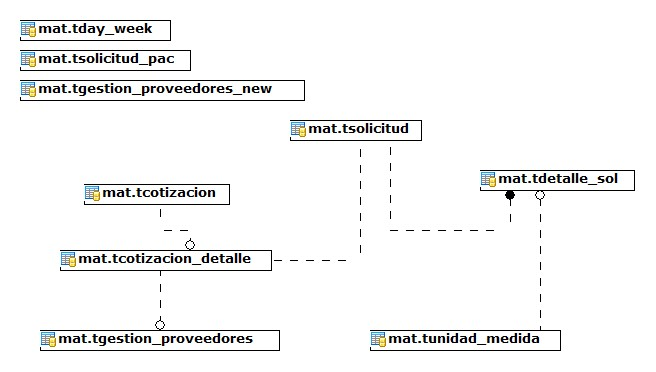 mat.tday_week
mat.tsolicitud_pac
mat.tgestion_proveedores_new
mat.tsolicitud
mat.tdetalle_sol
mat.tcotizacion
mat.tcotizacion_detalle
mat.tgestion_proveedores
mat.tunidad_medida